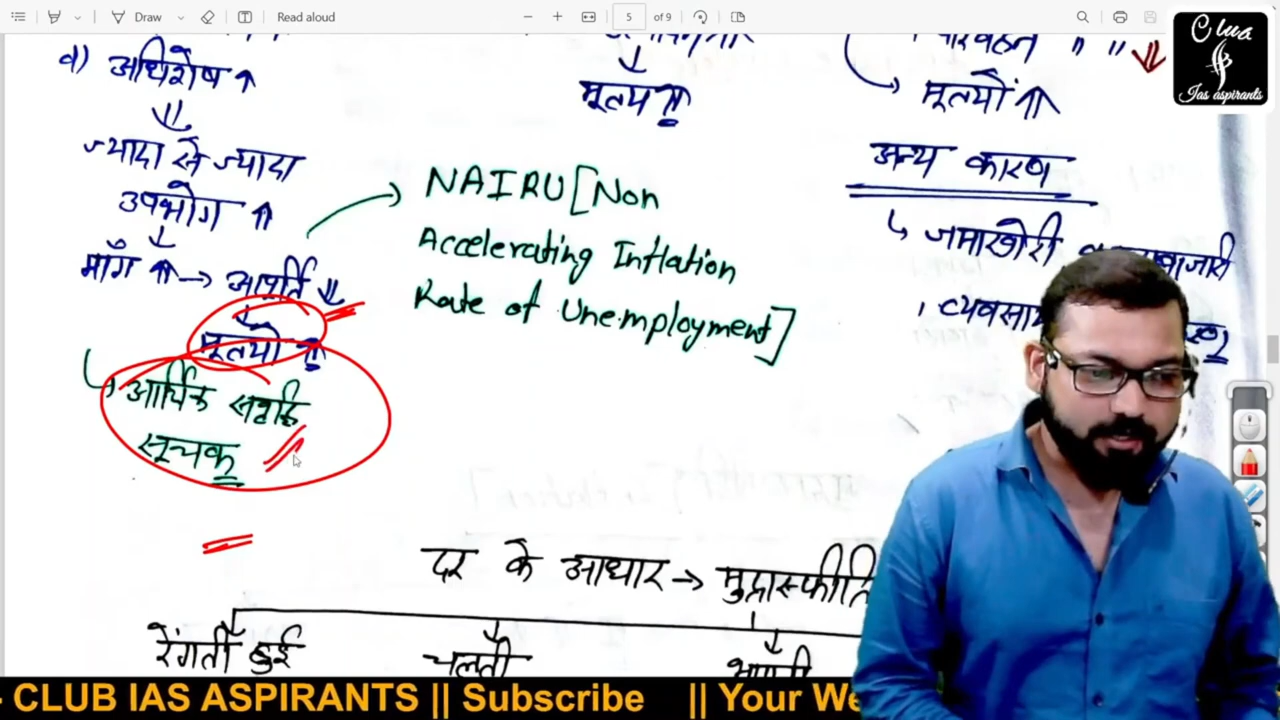 Draw
Read aloud
5 of 9
Club
Ias aspirants
a) अधिशेष ↑
ज्यादा से ज्यादा
उपभोग ↑
माँग ↑ → आपूर्ति ↓
मूल्यों ↑
आर्थिक समृद्धि
सूचक
मूल्य ↑
NAIRU [Non
Accelerating Inflation
Rate of Unemployment]
मूल्यों ↑
अन्य कारण
जमाखोरी
दर के आधार → मुद्रास्फीति
रेंगती हुई
चलती
CLUB IAS ASPIRANTS || Subscribe || Your We